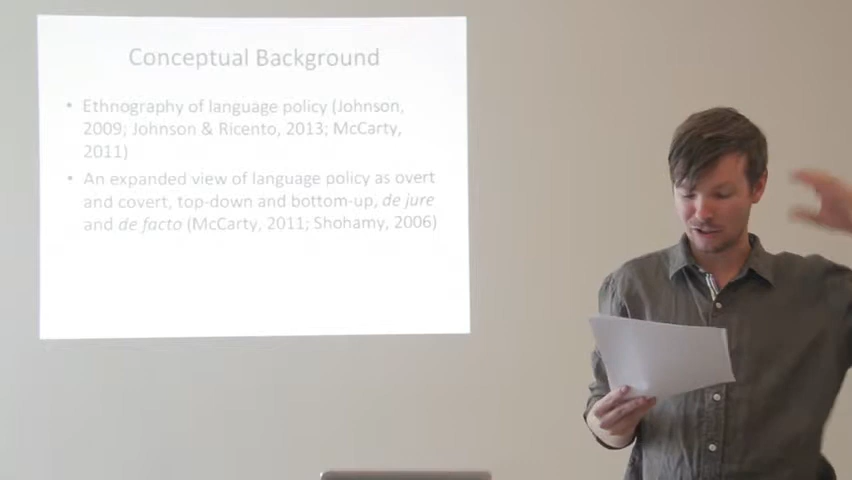 Conceptual Background
• Ethnography of language policy (Johnson,
2009; Johnson & Ricento, 2013; McCarty,
2011)
• An expanded view of language policy as overt
and covert, top-down and bottom-up, de jure
and de facto (McCarty, 2011; Shohamy, 2006)